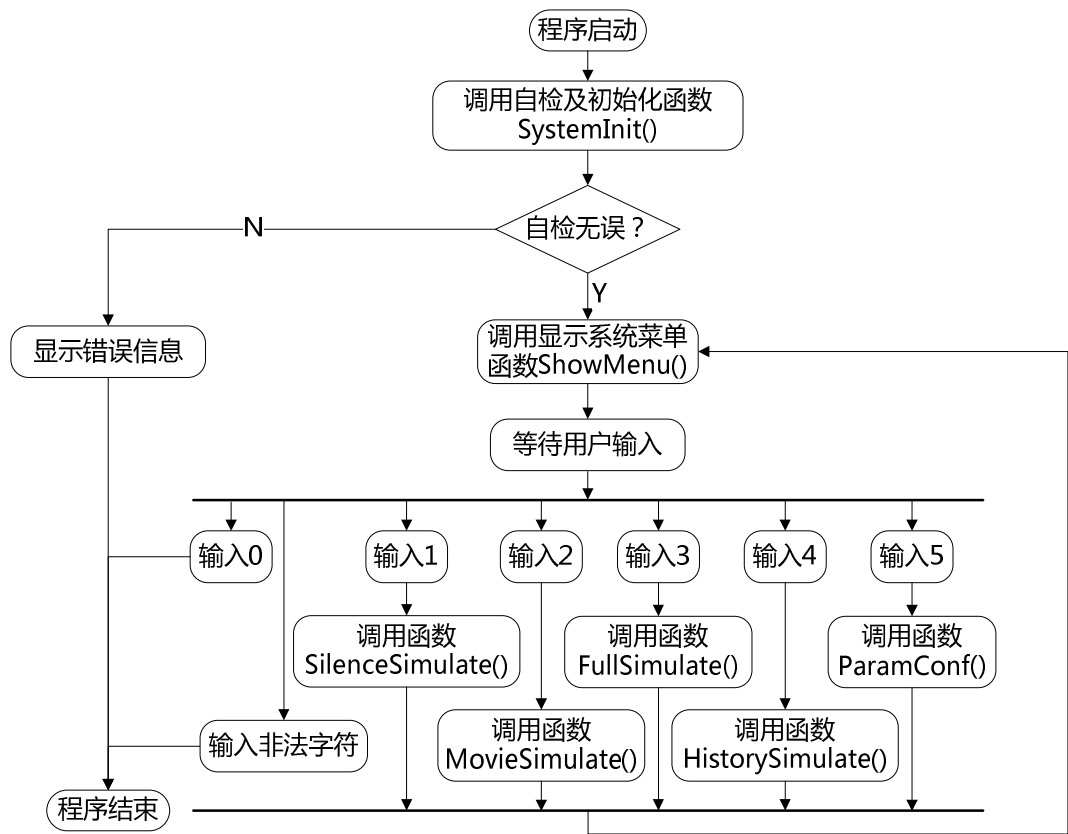 程序启动
调用自检及初始化函数
SystemInit()
自检无误？
N
Y
调用显示系统菜单
函数ShowMenu()
显示错误信息
等待用户输入
输入0
输入1
输入2
输入3
输入4
输入5
调用函数
SilenceSimulate()
调用函数
FullSimulate()
调用函数
ParamConf()
输入非法字符
调用函数
MovieSimulate()
调用函数
HistorySimulate()
程序结束